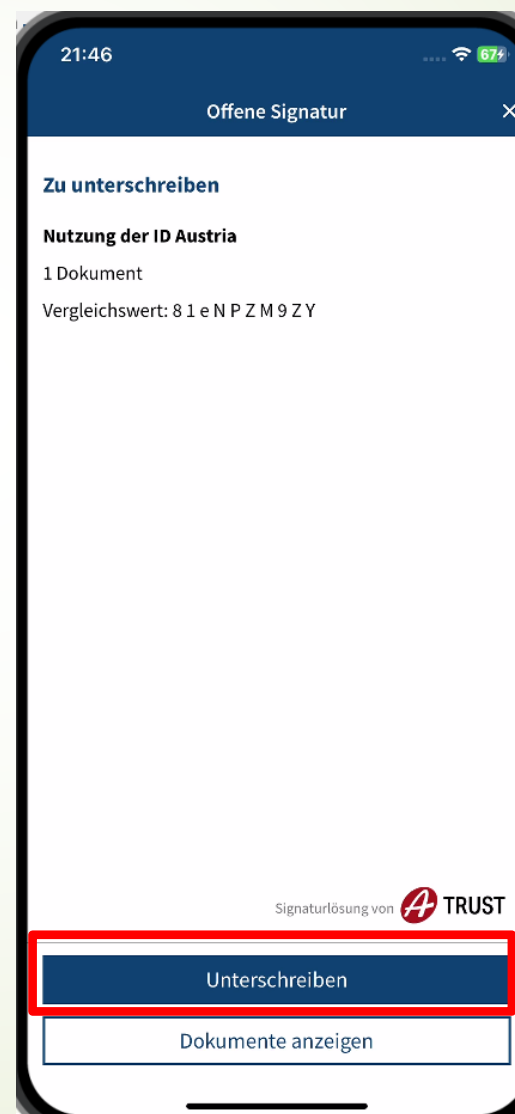 21:46
67
Offene Signatur
Zu unterschreiben
Nutzung der ID Austria
1 Dokument
Vergleichswert: 8 1 e N P Z M 9 Z Y
Signaturlösung von A TRUST
Unterschreiben
Dokumente anzeigen